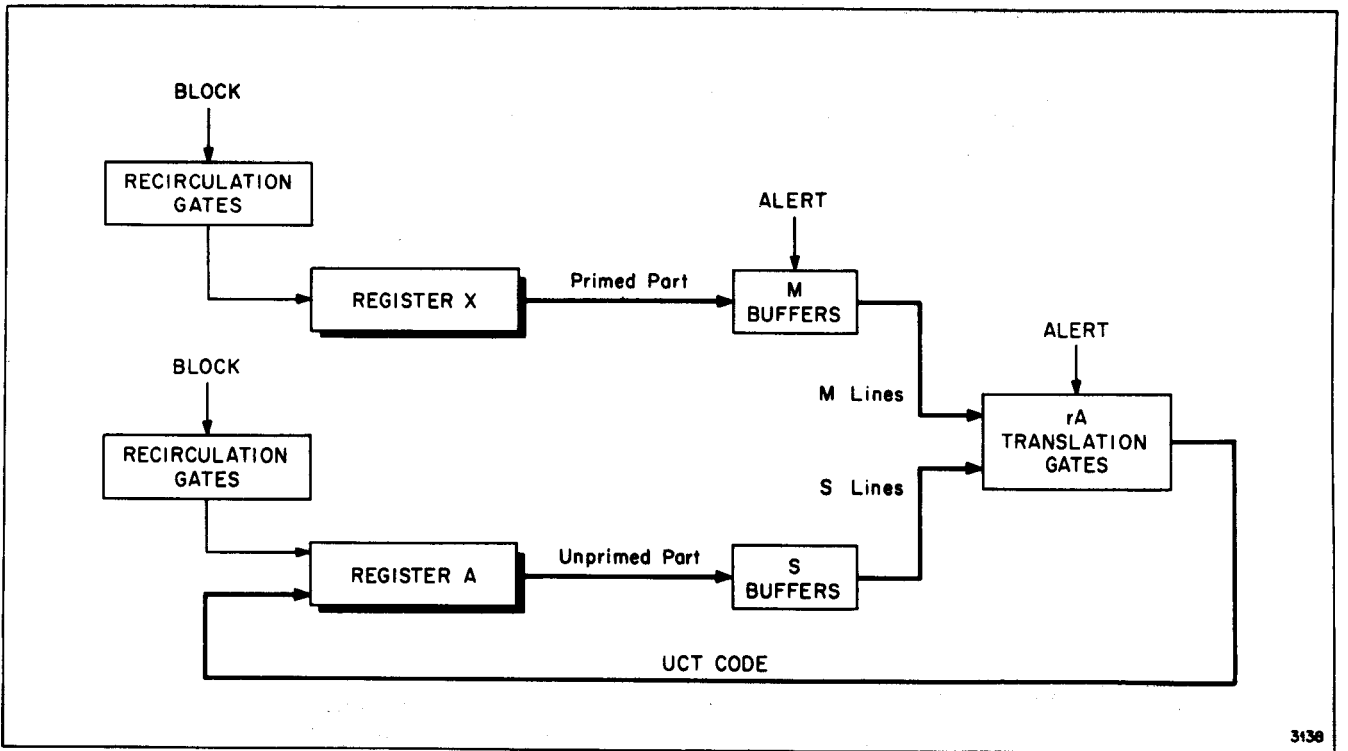 BLOCK
RECIRCULATION
GATES
ALERT
REGISTER X
Primed Part
M
BUFFERS
ALERT
BLOCK
M Lines
rA
TRANSLATION
GATES
RECIRCULATION
GATES
S Lines
REGISTER A
Unprimed Part
S
BUFFERS
UCT CODE
3138